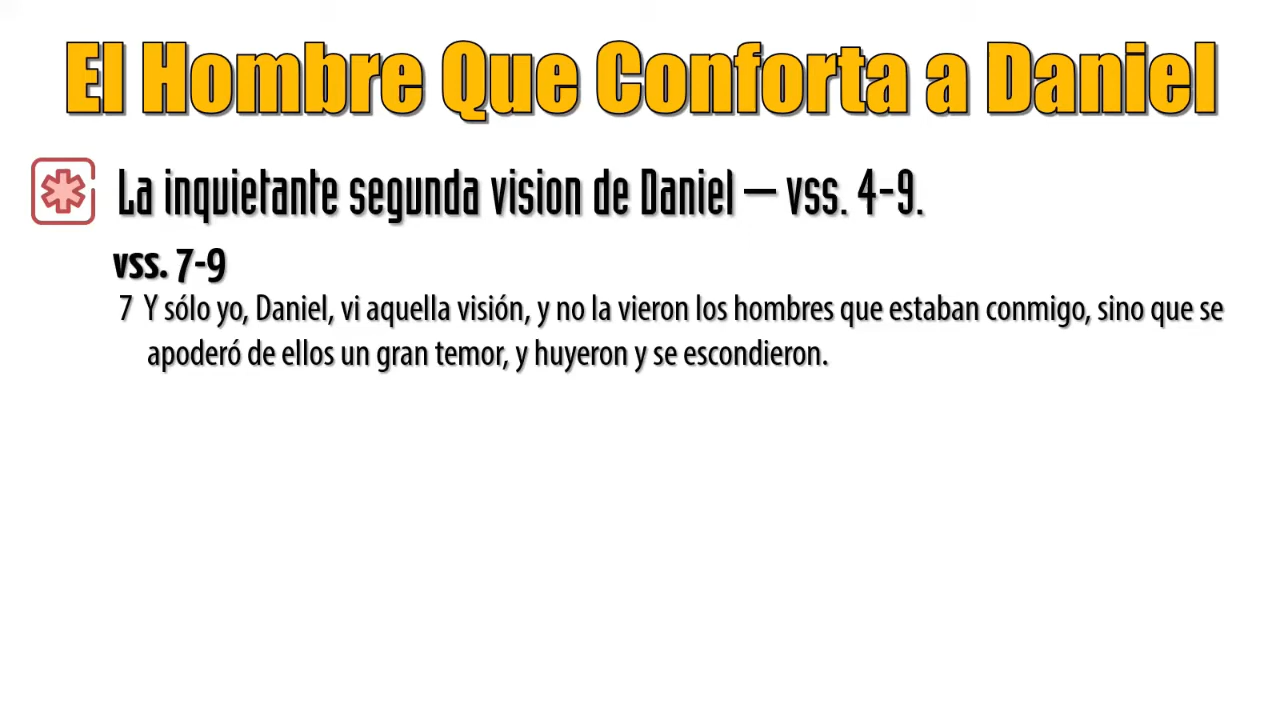 El Hombre Que Conforta a Daniel
La inquietante segunda vision de Daniel – vss. 4-9.
vss. 7-9
7 Y sólo yo, Daniel, vi aquella visión, y no la vieron los hombres que estaban conmigo, sino que se
apoderó de ellos un gran temor, y huyeron y se escondieron.